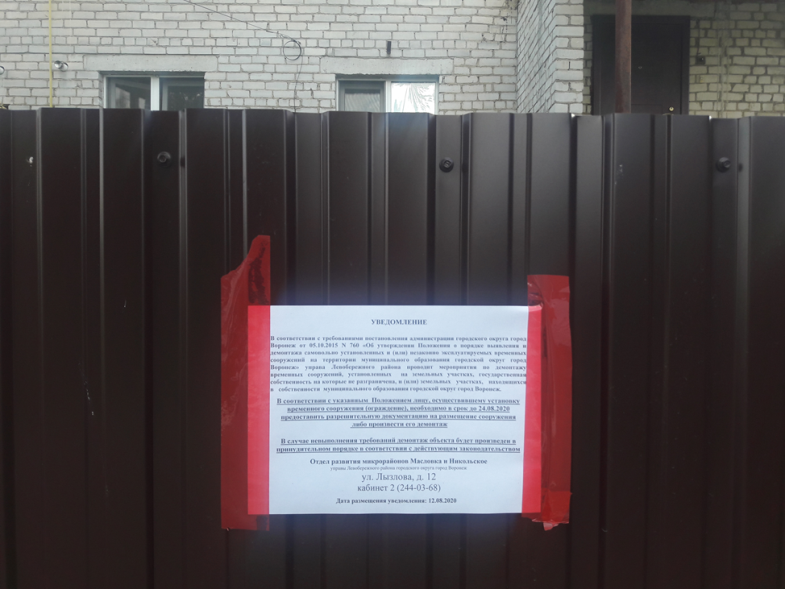 УВЕДОМЛЕНИЕ
В соответствии с требованиями постановления администрации городского округа город
Воронеж от 05.10.2015 N 760 «Об утверждении Положения о порядке выявления и
демонтажа самовольно установленных и (или) незаконно эксплуатируемых временных
сооружений на территории муниципального образования городской округ город
Воронеж» управа Левобережного района проводит мероприятия по демонтажу
временных сооружений, установленных на земельных участках, государственная
собственность на которые не разграничена, и (или) земельных участках, находящихся
в собственности муниципального образования городской округ город Воронеж.
В соответствии с указанным Положением лицу, осуществившему установку
временного сооружения (ограждение), необходимо в срок до 24.08.2020
предоставить разрешительную документацию на размещение сооружения
либо произвести его демонтаж
В случае невыполнения требований демонтаж объекта будет произведен в
принудительном порядке в соответствии с действующим законодательством
Отдел развития микрорайонов Масловка и Никольское
управы Левобережного района городского округа город Воронеж
ул. Лызлова, д. 12
кабинет 2 (244-03-68)
Дата размещения уведомления: 12.08.2020